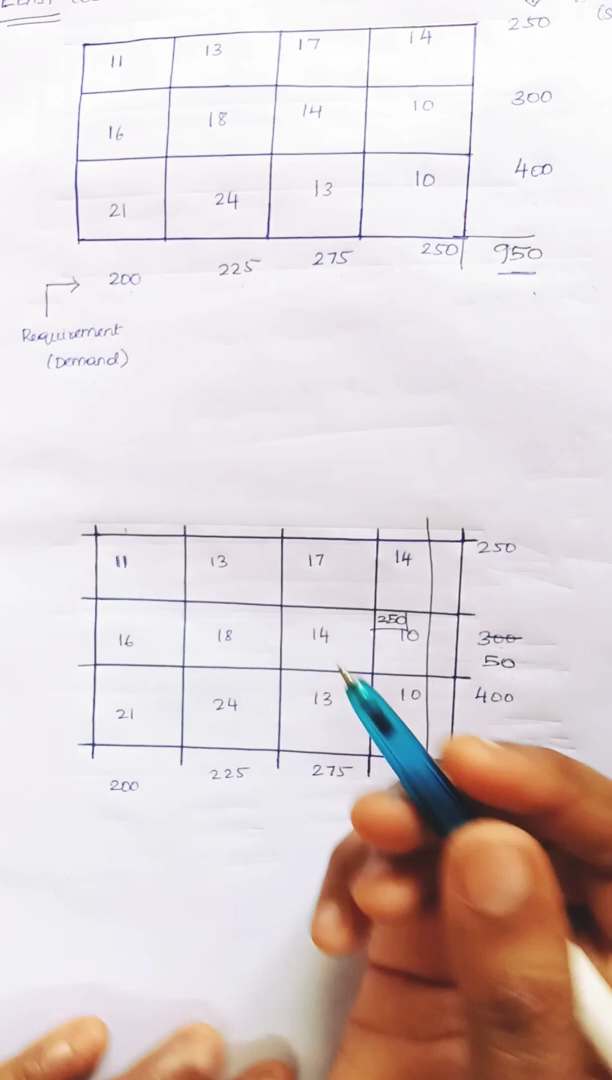 11 13 17 14 250
16 18 14 10 300
21 24 13 10 400
200 225 275 250 950
Requirement
(Demand)
11 13 17 14 250
250
16 18 14 10 300
50
21 24 13 10 400
200 225 275